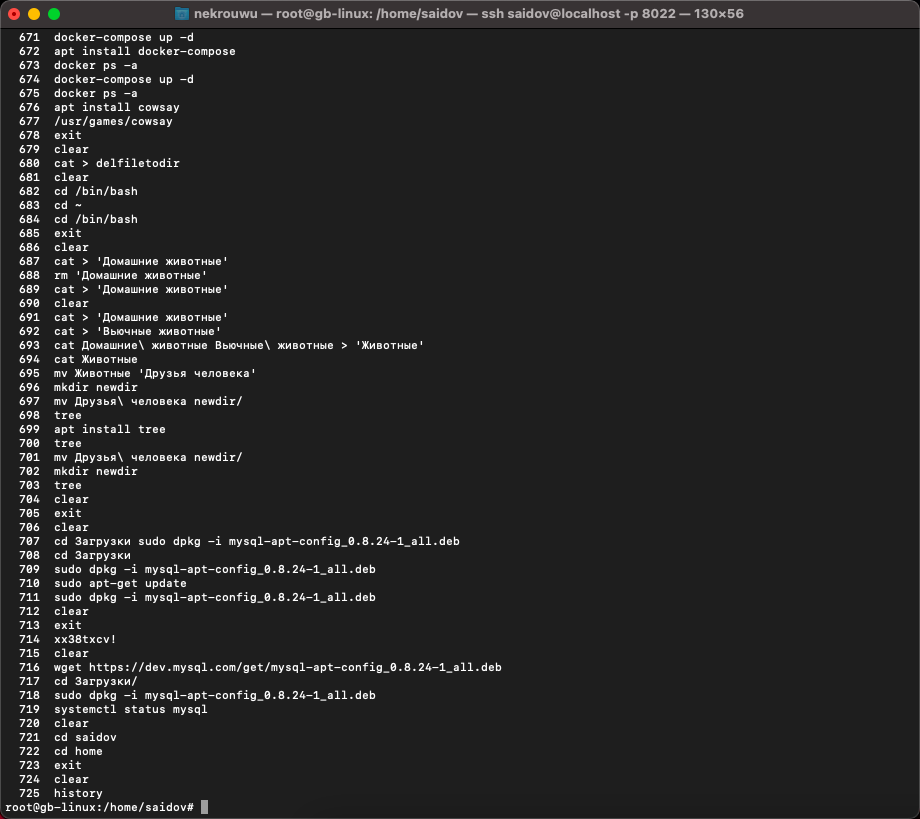 nekrouwu — root@gb-linux: /home/saidov — ssh saidov@localhost -p 8022 — 130×56
671 docker-compose up -d
672 apt install docker-compose
673 docker ps -a
674 docker-compose up -d
675 docker ps -a
676 apt install cowsay
677 /usr/games/cowsay
678 exit
679 clear
680 cat > delfiletodir
681 clear
682 cd /bin/bash
683 cd ~
684 cd /bin/bash
685 exit
686 clear
687 cat > 'Домашние животные'
688 rm 'Домашние животные'
689 cat > 'Домашние животные'
690 clear
691 cat > 'Домашние животные'
692 cat > 'Вьючные животные'
693 cat Домашние\ животные Вьючные\ животные > 'Животные'
694 cat Животные
695 mv Животные 'Друзья человека'
696 mkdir newdir
697 mv Друзья\ человека newdir/
698 tree
699 apt install tree
700 tree
701 mv Друзья\ человека newdir/
702 mkdir newdir
703 tree
704 clear
705 exit
706 clear
707 cd Загрузки sudo dpkg -i mysql-apt-config_0.8.24-1_all.deb
708 cd Загрузки
709 sudo dpkg -i mysql-apt-config_0.8.24-1_all.deb
710 sudo apt-get update
711 sudo dpkg -i mysql-apt-config_0.8.24-1_all.deb
712 clear
713 exit
714 xx38txcv!
715 clear
716 wget https://dev.mysql.com/get/mysql-apt-config_0.8.24-1_all.deb
717 cd Загрузки/
718 sudo dpkg -i mysql-apt-config_0.8.24-1_all.deb
719 systemctl status mysql
720 clear
721 cd saidov
722 cd home
723 exit
724 clear
725 history
root@gb-linux:/home/saidov#